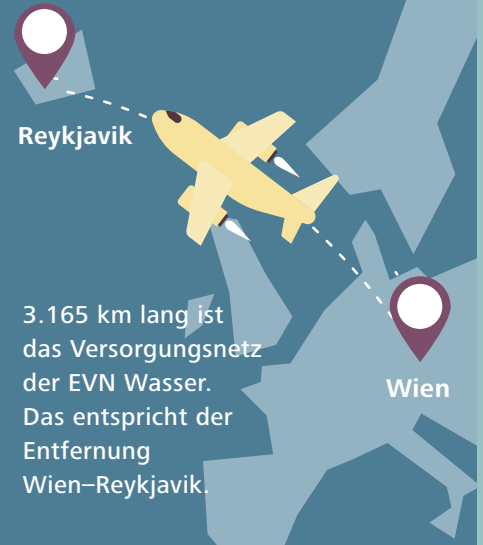 Reykjavik
3.165 km lang ist
das Versorgungsnetz
der EVN Wasser.
Das entspricht der
Entfernung
Wien–Reykjavik.
Wien